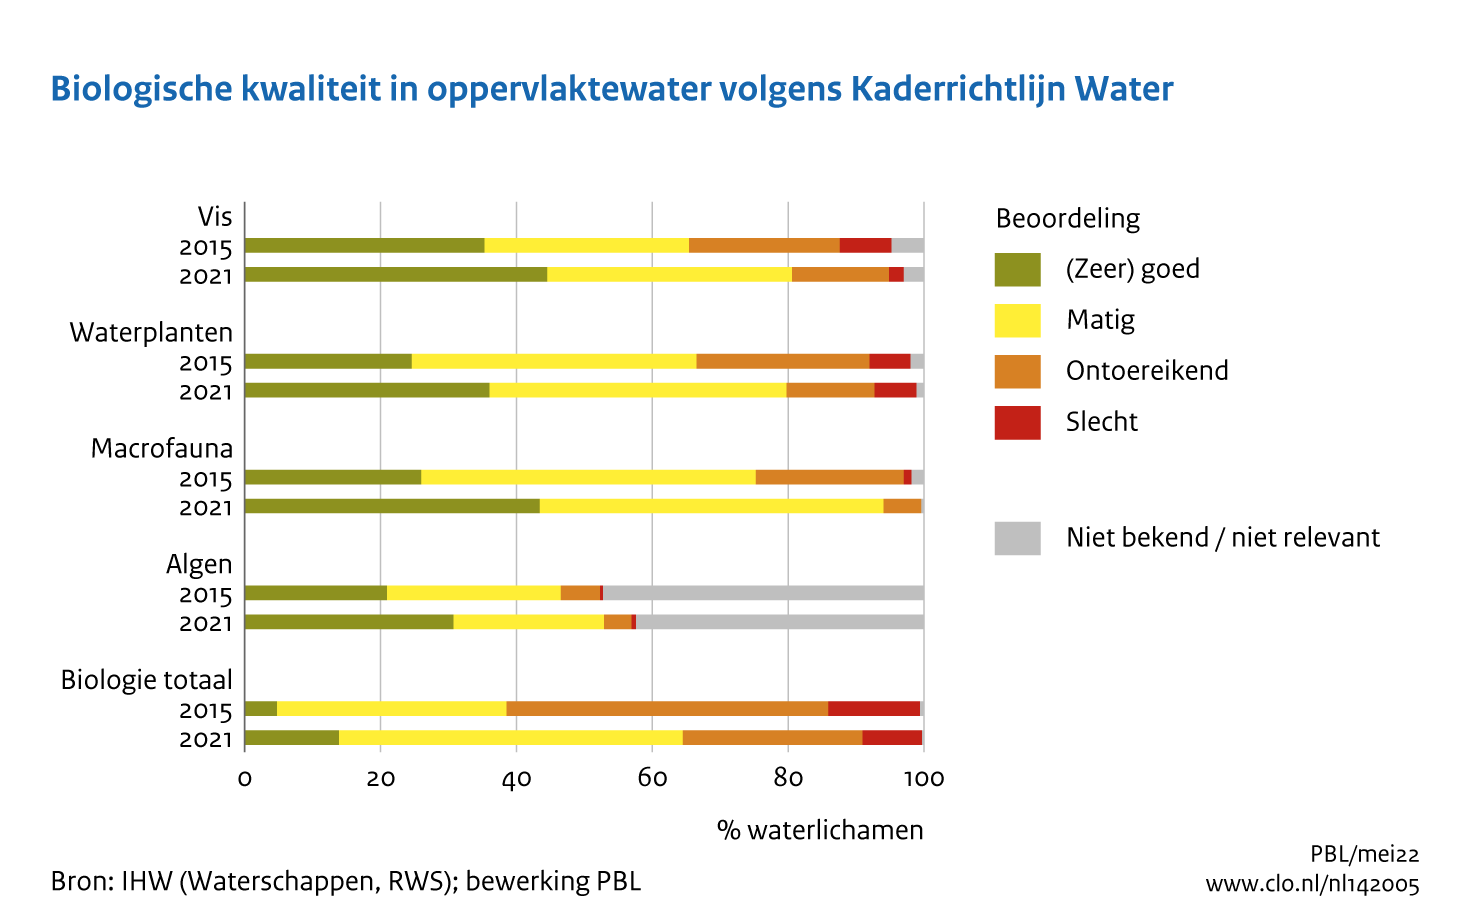 Biologische kwaliteit in oppervlaktewater volgens Kaderrichtlijn Water
Vis
2015
2021
Waterplanten
2015
2021
Macrofauna
2015
2021
Algen
2015
2021
Biologie totaal
2015
2021
0 20 40 60 80 100
% waterlichamen
Beoordeling
(Zeer) goed
Matig
Ontoereikend
Slecht
Niet bekend / niet relevant
Bron: IHW (Waterschappen, RWS); bewerking PBL
PBL/mei22
www.clo.nl/nl142005